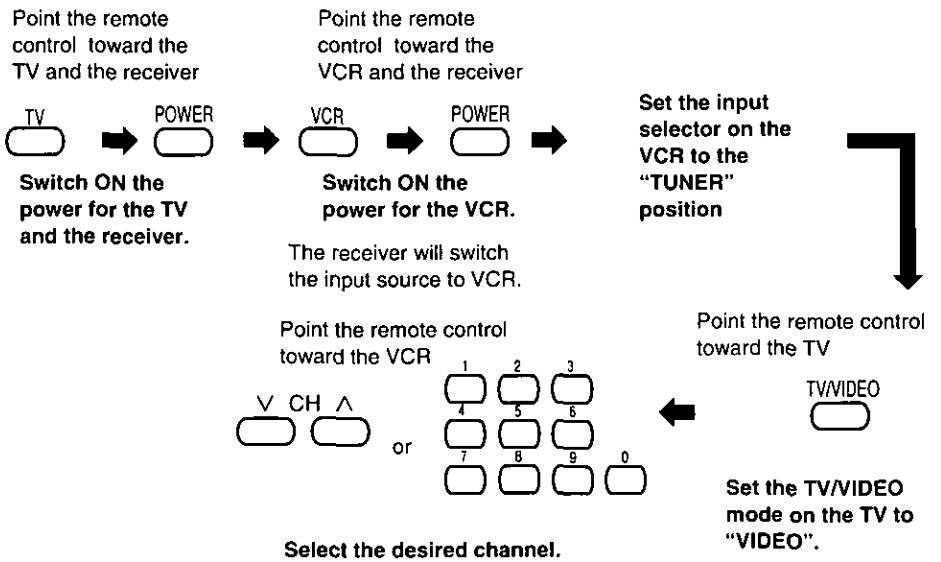 Point the remote
control toward the
TV and the receiver
TV
POWER
Switch ON the
power for the TV
and the receiver.
Point the remote
control toward the
VCR and the receiver
VCR
POWER
Switch ON the
power for the VCR.
The receiver will switch
the input source to VCR.
Set the input
selector on the
VCR to the
“TUNER”
position
Point the remote control
toward the TV
TV/VIDEO
Set the TV/VIDEO
mode on the TV to
“VIDEO”.
Point the remote control
toward the VCR
∨ CH ∧
or
1 2 3
4 5 6
7 8 9 0
Select the desired channel.